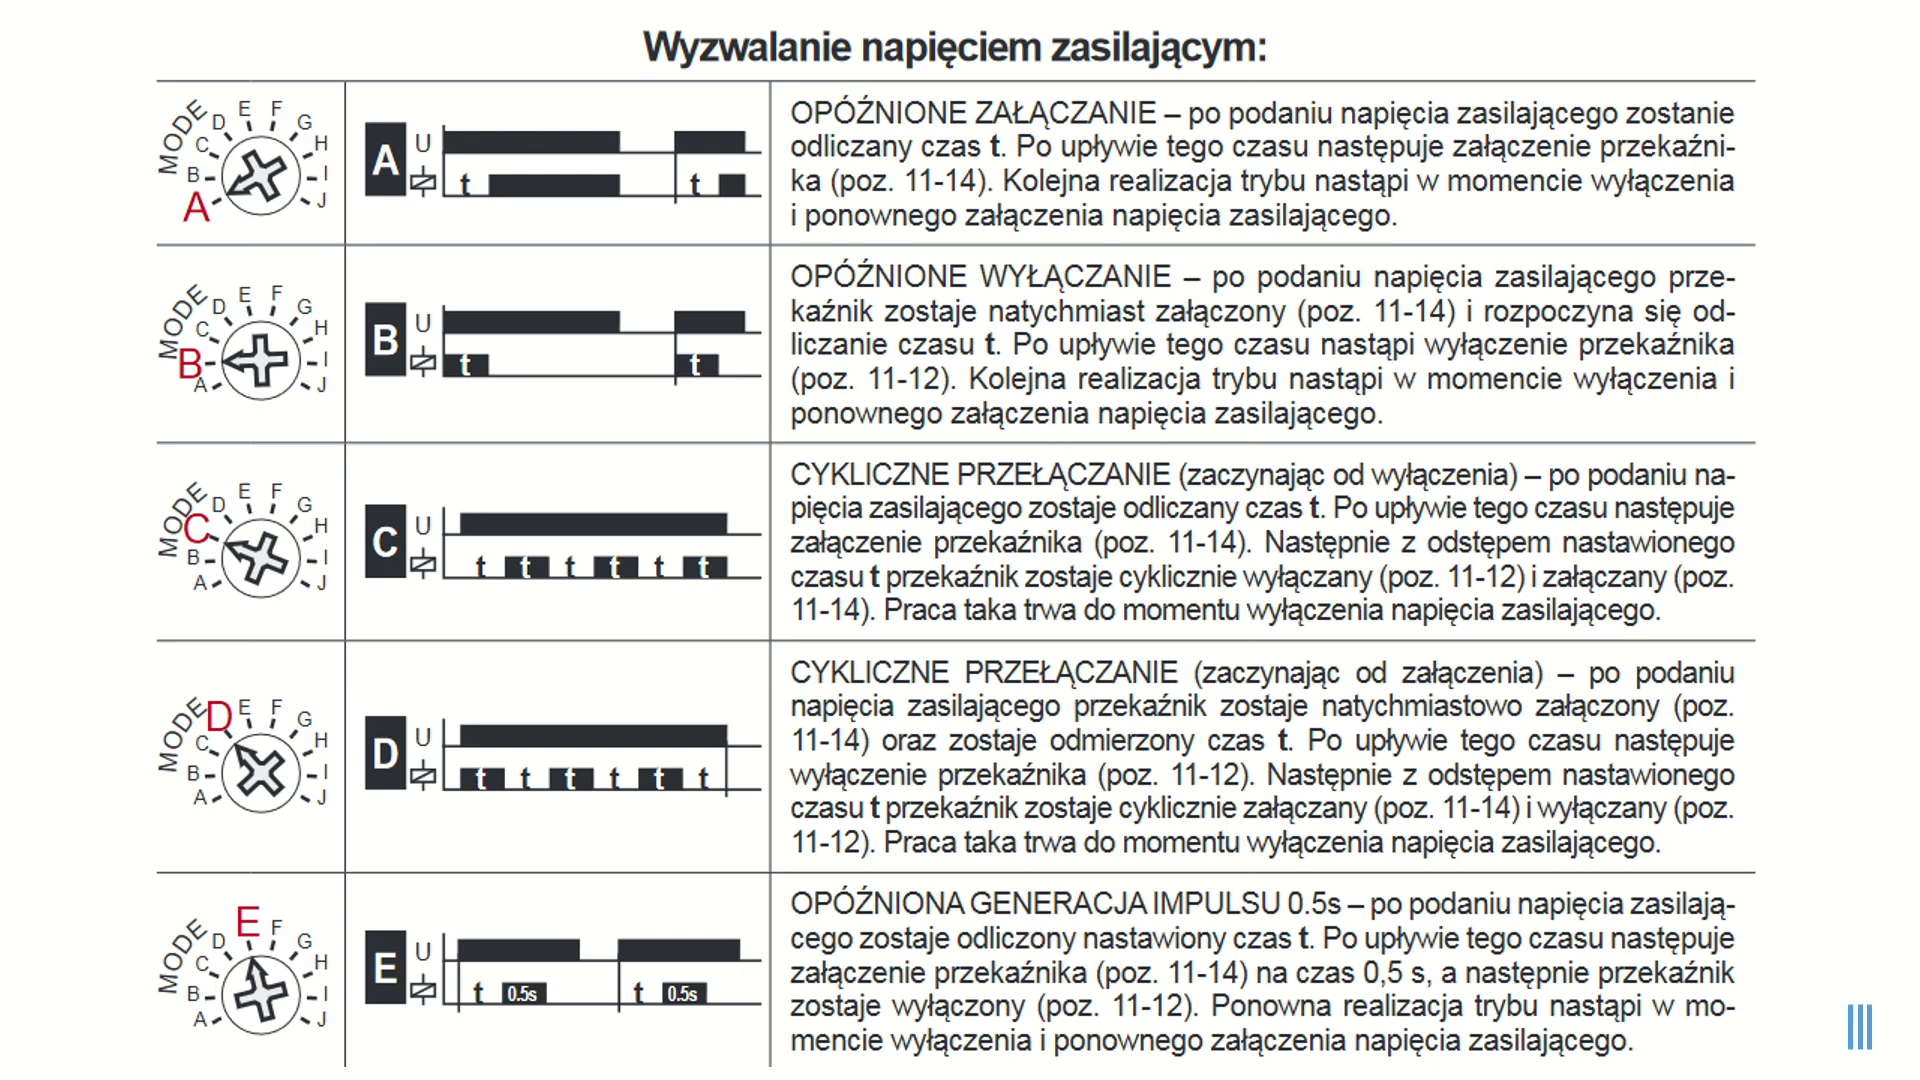 Wyzwalanie napięciem zasilającym:
MODE
A
B
C
D
E
F
G
H
I
J
A
U
t
t
OPÓŹNIONE ZAŁĄCZANIE – po podaniu napięcia zasilającego zostanie
odliczany czas t. Po upływie tego czasu następuje załączenie przekaźni-
ka (poz. 11-14). Kolejna realizacja trybu nastąpi w momencie wyłączenia
i ponownego załączenia napięcia zasilającego.
MODE
A
B
C
D
E
F
G
H
I
J
B
U
t
t
OPÓŹNIONE WYŁĄCZANIE – po podaniu napięcia zasilającego prze-
kaźnik zostaje natychmiast załączony (poz. 11-14) i rozpoczyna się od-
liczanie czasu t. Po upływie tego czasu nastąpi wyłączenie przekaźnika
(poz. 11-12). Kolejna realizacja trybu nastąpi w momencie wyłączenia i
ponownego załączenia napięcia zasilającego.
MODE
A
B
C
D
E
F
G
H
I
J
C
U
t t t t t t
CYKLICZNE PRZEŁĄCZANIE (zaczynając od wyłączenia) – po podaniu na-
pięcia zasilającego zostaje odliczany czas t. Po upływie tego czasu następuje
załączenie przekaźnika (poz. 11-14). Następnie z odstępem nastawionego
czasu t przekaźnik zostaje cyklicznie wyłączany (poz. 11-12) i załączany (poz.
11-14). Praca taka trwa do momentu wyłączenia napięcia zasilającego.
MODE
A
B
C
D
E
F
G
H
I
J
D
U
t t t t t t
CYKLICZNE PRZEŁĄCZANIE (zaczynając od załączenia) – po podaniu
napięcia zasilającego przekaźnik zostaje natychmiastowo załączony (poz.
11-14) oraz zostaje odmierzony czas t. Po upływie tego czasu następuje
wyłączenie przekaźnika (poz. 11-12). Następnie z odstępem nastawionego
czasu t przekaźnik zostaje cyklicznie załączany (poz. 11-14) i wyłączany (poz.
11-12). Praca taka trwa do momentu wyłączenia napięcia zasilającego.
MODE
A
B
C
D
E
F
G
H
I
J
E
U
t 0.5s t 0.5s
OPÓŹNIONA GENERACJA IMPULSU 0.5s – po podaniu napięcia zasilają-
cego zostaje odliczony nastawiony czas t. Po upływie tego czasu następuje
załączenie przekaźnika (poz. 11-14) na czas 0,5 s, a następnie przekaźnik
zostaje wyłączony (poz. 11-12). Ponowna realizacja trybu nastąpi w mo-
mencie wyłączenia i ponownego załączenia napięcia zasilającego.